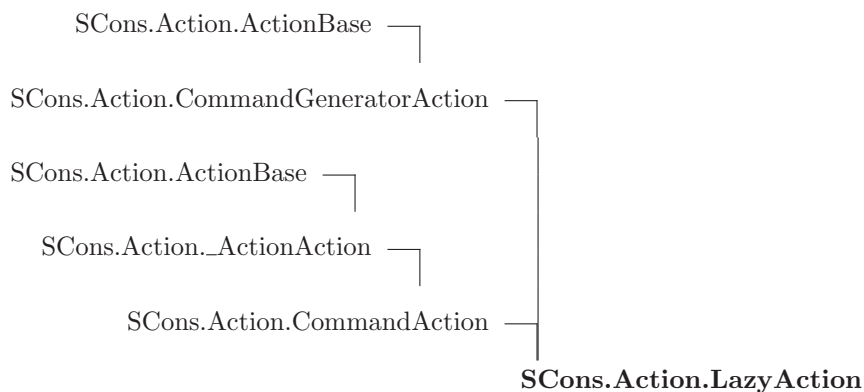 SCons.Action.ActionBase
SCons.Action.CommandGeneratorAction
SCons.Action.ActionBase
SCons.Action._ActionAction
SCons.Action.CommandAction
SCons.Action.LazyAction